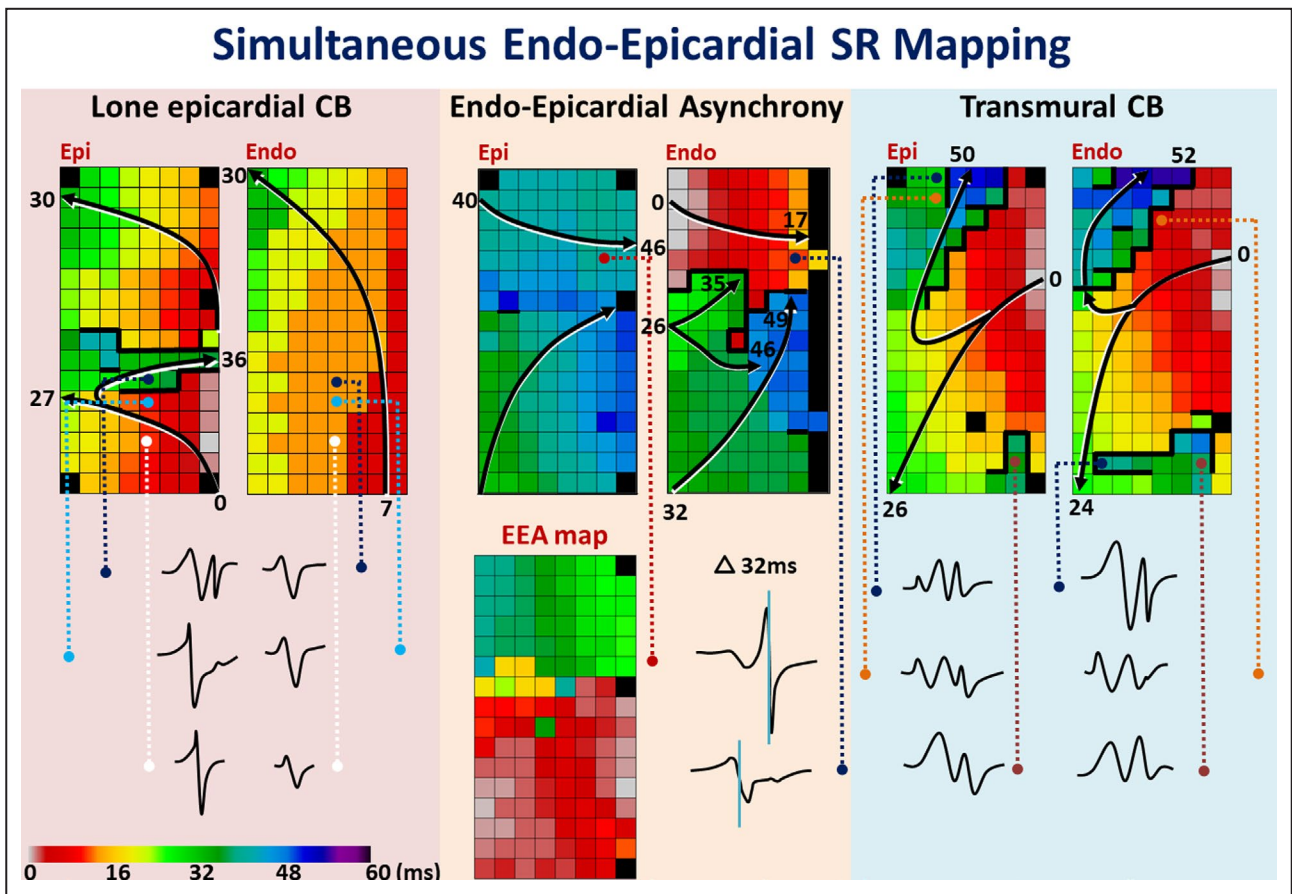 Simultaneous Endo-Epicardial SR Mapping
Lone epicardial CB
Epi
Endo
30
30
36
27
0
7
Endo-Epicardial Asynchrony
Epi
Endo
40
46
0
17
35
26
49
46
32
EEA map
△ 32ms
Transmural CB
Epi
50
Endo
52
0
0
26
24
0 16 32 48 60 (ms)